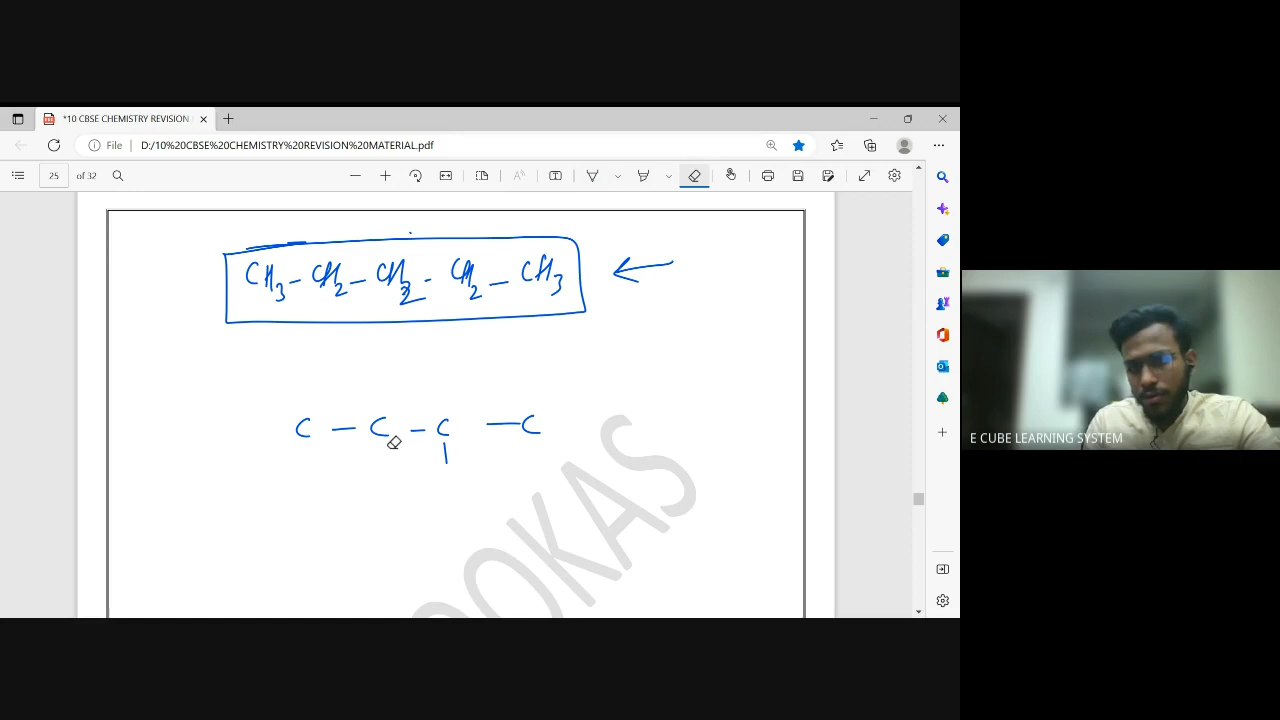 *10 CBSE CHEMISTRY REVISION
File D:/10%20CBSE%20CHEMISTRY%20REVISION%20MATERIAL.pdf
25 of 32
CH3 – CH2 – CH2 – CH2 – CH3
C – C – C – C
OOKAS
E CUBE LEARNING SYSTEM